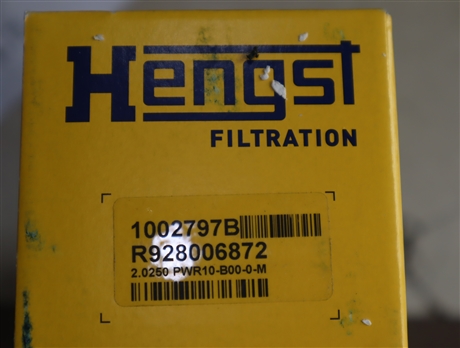 Hengst
FILTRATION
1002797B
R928006872
2.0250 PWR10-B00-0-M